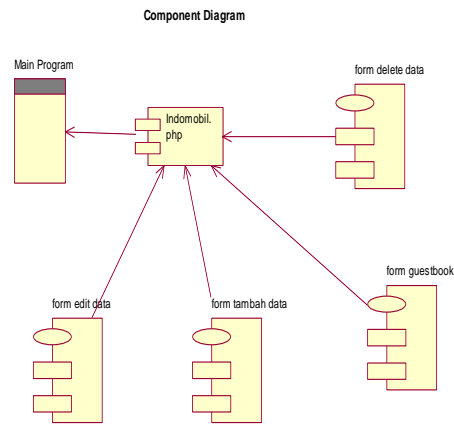 Component Diagram
Main Program
form delete data
Indomobil.
php
form guestbook
form edit data
form tambah data